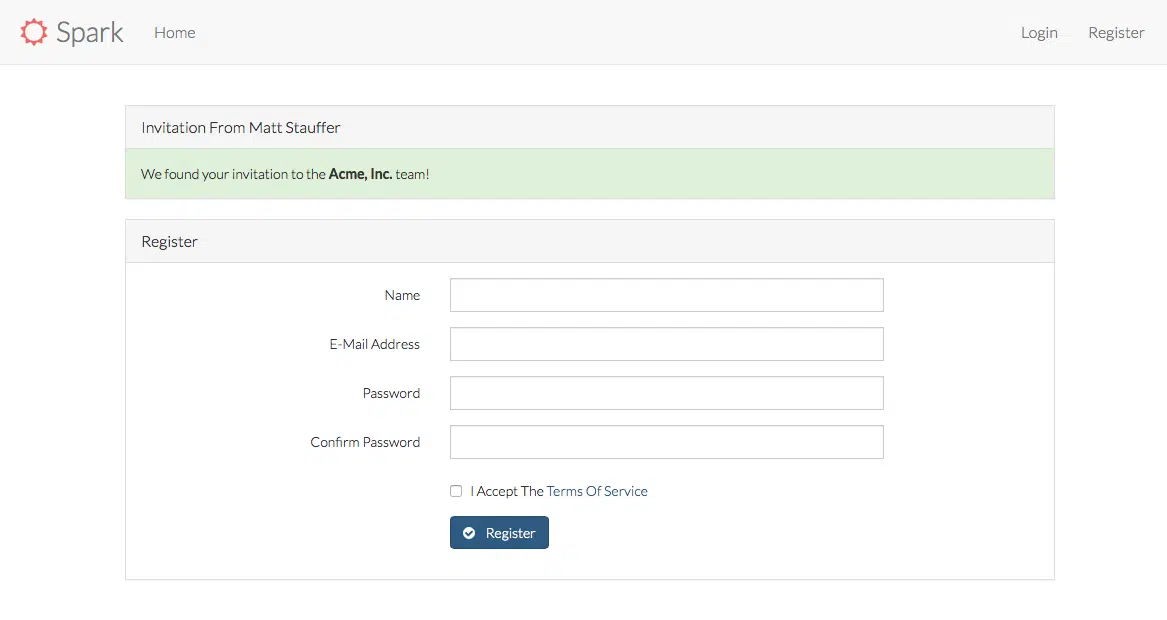 Spark Home Login Register
Invitation From Matt Stauffer
We found your invitation to the Acme, Inc. team!
Register
Name
E-Mail Address
Password
Confirm Password
I Accept The Terms Of Service
Register